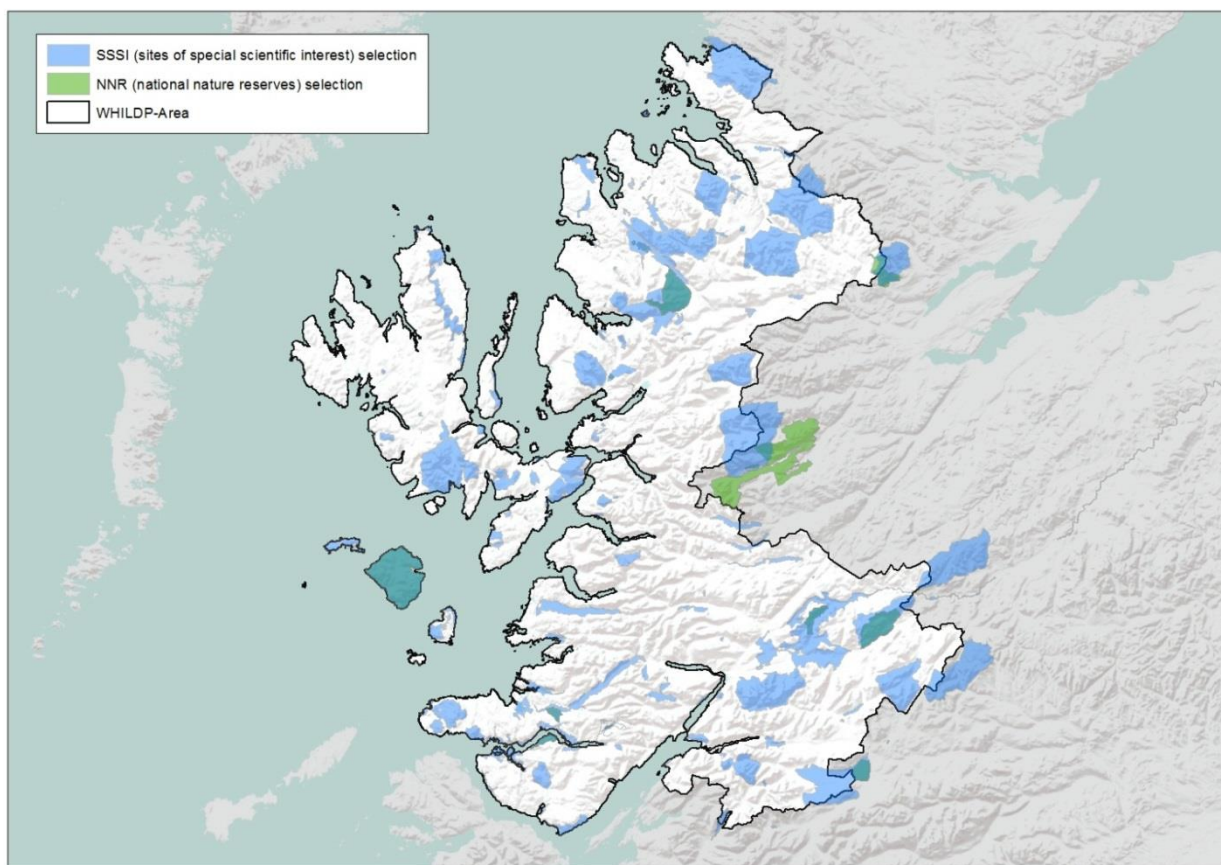 SSSI (sites of special scientific interest) selection
NNR (national nature reserves) selection
WHILDP-Area